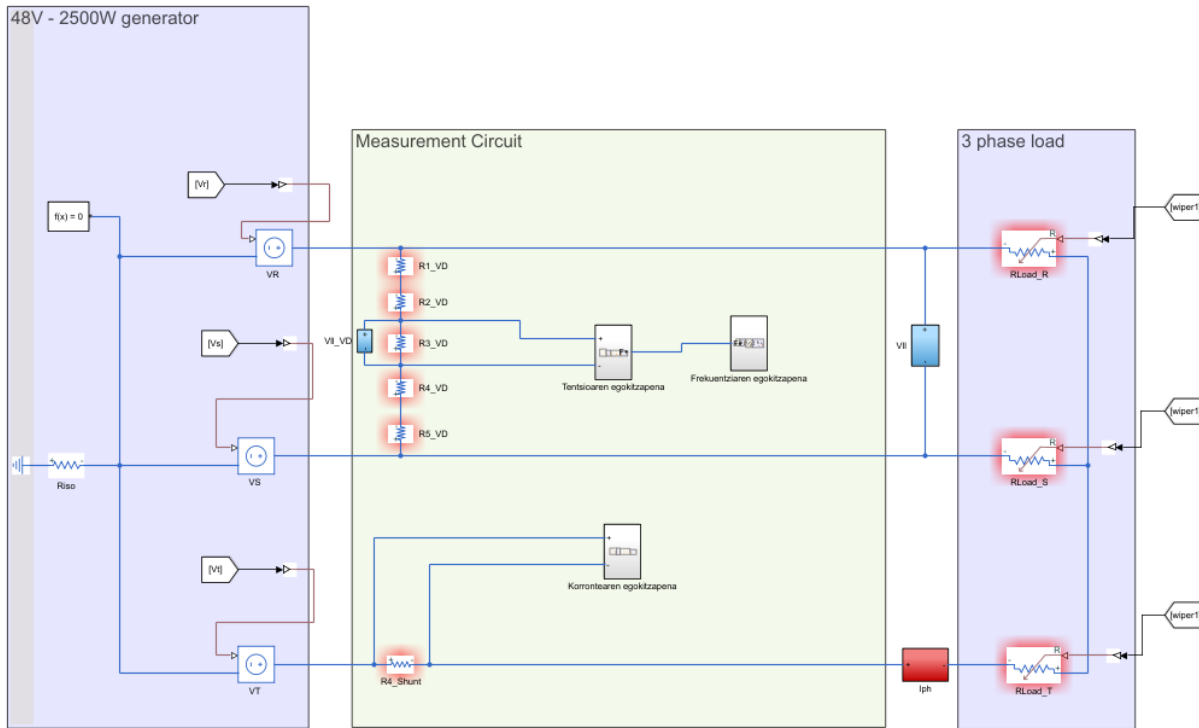 48V - 2500W generator
Measurement Circuit
3 phase load
[Vr]
[wiper1
f(x) = 0
VR
R
RLoad_R
R1_VD
R2_VD
Vll_VD
R3_VD
Tentsioaren egokitzapena
Frekuentziaren egokitzapena
Vll
[Vs]
R4_VD
[wiper1
R5_VD
R
Riso
VS
RLoad_S
[Vt]
Korrontearen egokitzapena
[wiper1
R
VT
R4_Shunt
Iph
RLoad_T